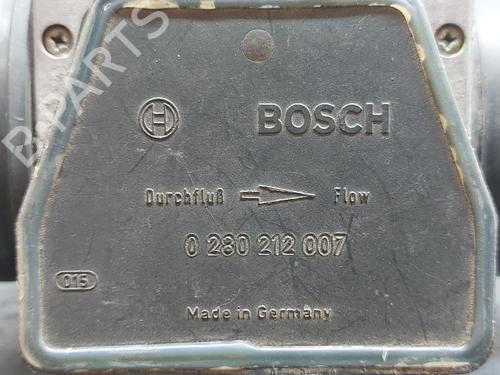 B-PARTS
BOSCH
Durchfluß Flow
0 280 212 007
015
Made in Germany